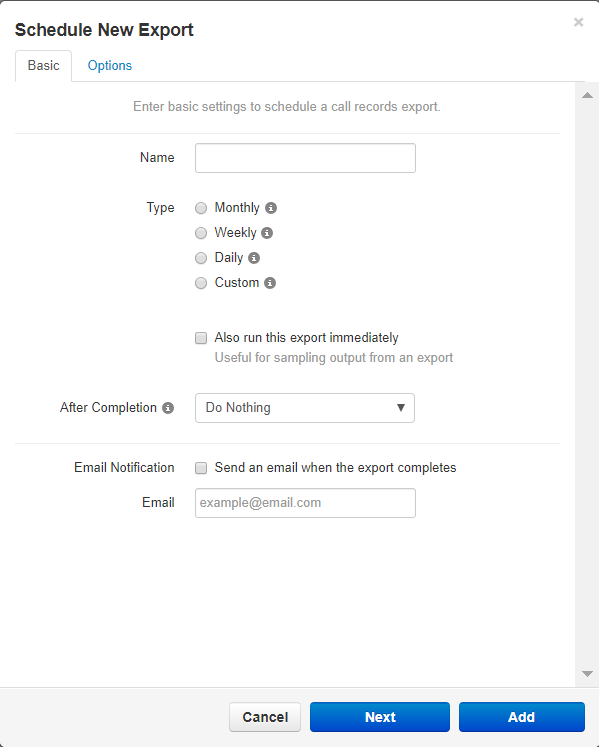 Schedule New Export
×
Basic
Options
Enter basic settings to schedule a call records export.
Name
Type
Monthly
Weekly
Daily
Custom
Also run this export immediately
Useful for sampling output from an export
After Completion
Do Nothing
Email Notification
Send an email when the export completes
Email
example@email.com
Cancel
Next
Add